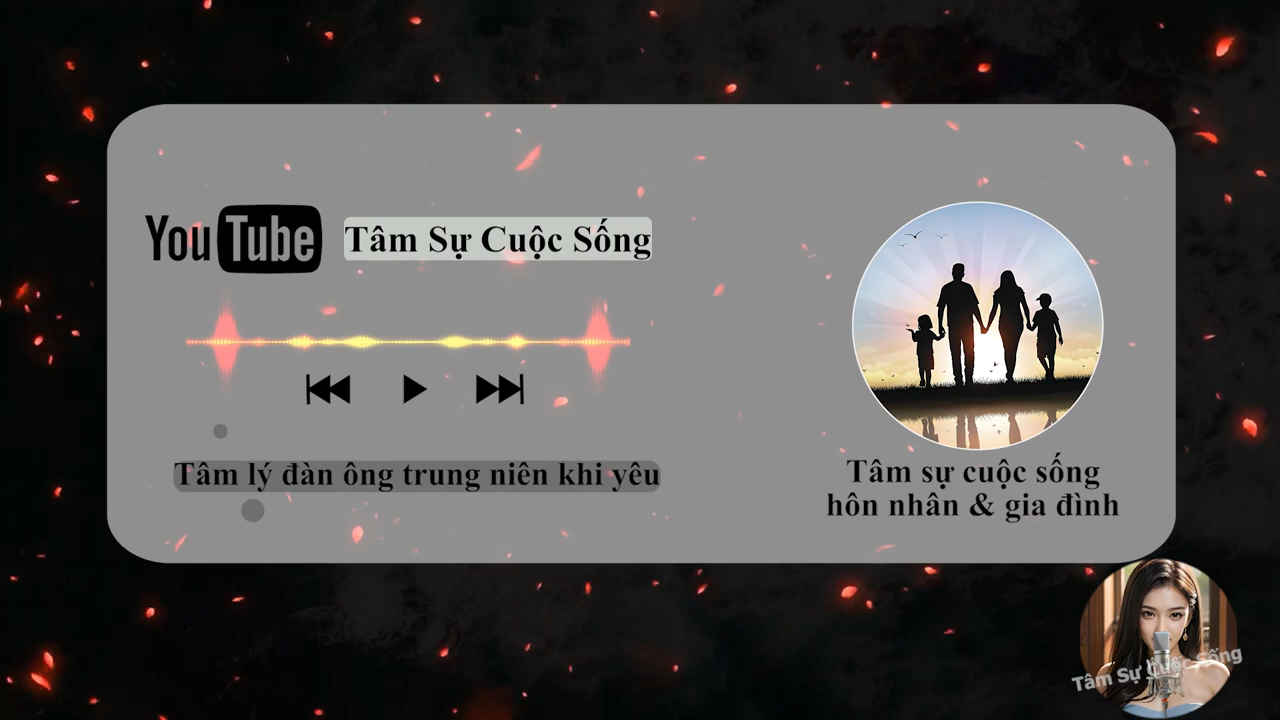 YouTube Tâm Sự Cuộc Sống
Tâm lý đàn ông trung niên khi yêu
Tâm sự cuộc sống
hôn nhân & gia đình
Tâm Sự Cuộc Sống